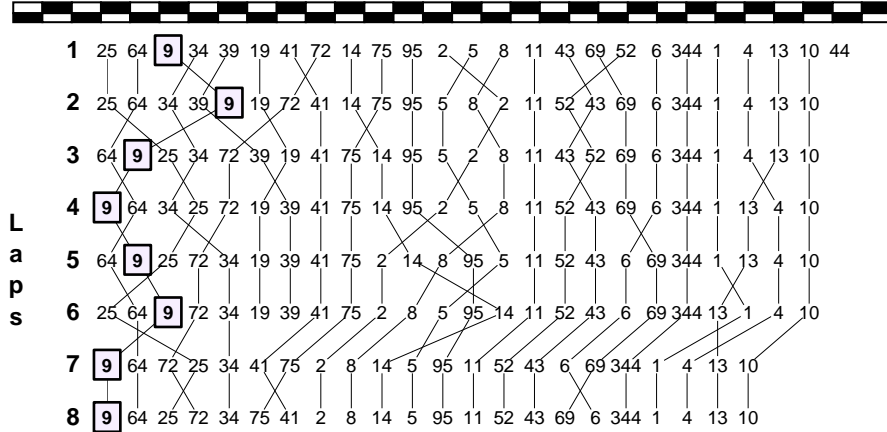 1 25 64 9 34 39 19 41 72 14 75 95 2 5 8 11 43 69 52 6 344 1 4 13 10 44
2 25 64 34 39 9 19 72 41 14 75 95 5 8 2 11 52 43 69 6 344 1 4 13 10
3 64 9 25 34 72 39 19 41 75 14 95 5 2 8 11 43 52 69 6 344 1 4 13 10
4 9 64 34 25 72 19 39 41 75 14 95 2 5 8 11 52 43 69 6 344 1 13 4 10
Laps
5 64 9 25 72 34 19 39 41 75 2 14 8 95 5 11 52 43 6 69 344 1 13 4 10
6 25 64 9 72 34 19 39 41 75 2 8 5 95 14 11 52 43 6 69 344 13 1 4 10
7 9 64 72 25 34 41 75 2 8 14 5 95 11 52 43 6 69 344 1 4 13 10
8 9 64 25 72 34 75 41 2 8 14 5 95 11 52 43 69 6 344 1 4 13 10